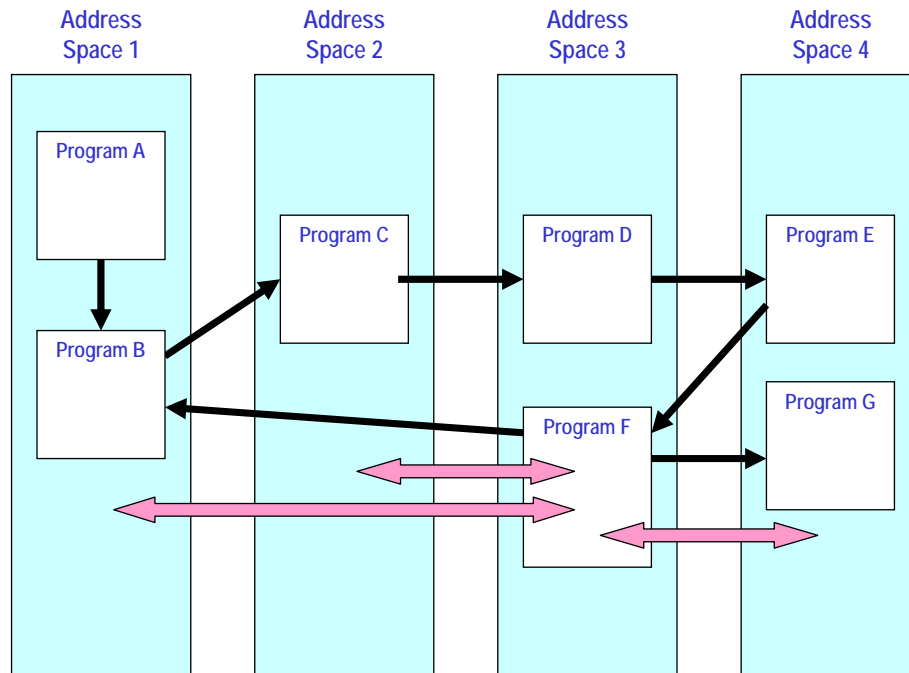 Address
Space 1
Address
Space 2
Address
Space 3
Address
Space 4
Program A
Program C
Program D
Program E
Program B
Program G
Program F